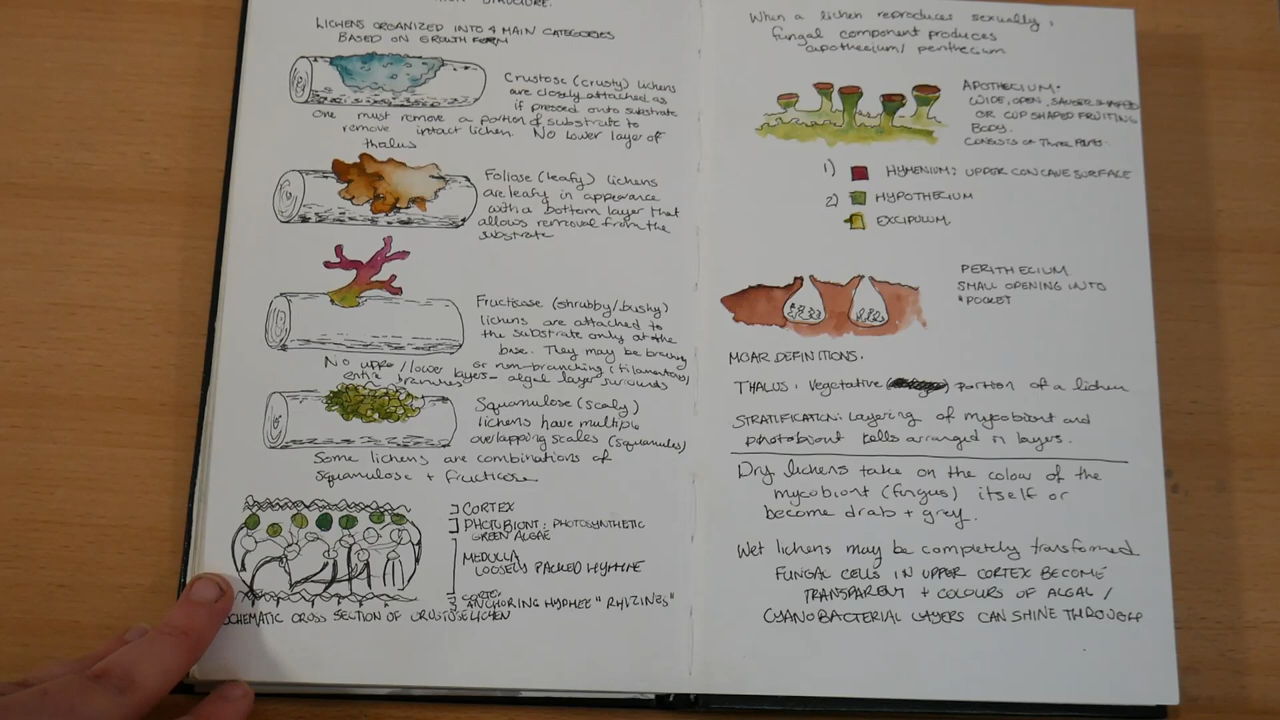 STRUCTURE.
LICHENS ORGANIZED INTO 4 MAIN CATEGORIES
BASED ON GROWTH FORM
Crustose (crusty) lichens
are closely attached as
if pressed onto substrate
One must remove a portion of substrate to
remove intact lichen. No lower layer of
thalus
Foliose (leafy) lichens
are leafy in appearance
with a bottom layer that
allows removal from the
substrate
Fructicose (shrubby/bushy)
lichens are attached to
the substrate only at the
base. They may be branching
or non-branching (filamentous)
No upper/lower layers - algal layer surrounds
entire branches
Squamulose (scaly)
lichens have multiple
overlapping scales (squamules)
Some lichens are combinations of
squamulose + fructicose
CORTEX
PHOTOBIONT: PHOTOSYNTHETIC
GREEN ALGAE
MEDULLA
LOOSELY PACKED HYPHAE
CORTEX
ANCHORING HYPHEE "RHIZINES"
SCHEMATIC CROSS SECTION OF CRUSTOSE LICHEN
When a lichen reproduces sexually,
fungal component produces
apothecium/ perithecium
APOTHECIUM:
WIDE, OPEN, SAUCER SHAPED
OR CUP SHAPED FRUITING
BODY.
CONSISTS OF THREE PARTS.
1) HYMENIUM: UPPER CONCAVE SURFACE
2) HYPOTHECIUM
EXCIPULUM
PERITHECIUM
SMALL OPENING INTO
"POCKET
MOAR DEFINITIONS.
THALUS: Vegetative portion of a lichen
STRATIFICATION: Layering of mycobiont and
photobiont cells arranged in layers.
Dry lichens take on the colour of the
mycobiont (fungus) itself or
become drab + grey.
Wet lichens may be completely transformed
FUNGAL CELLS IN UPPER CORTEX BECOME
TRANSPARENT + COLOURS OF ALGAL /
CYANOBACTERIAL LAYERS CAN SHINE THROUGH